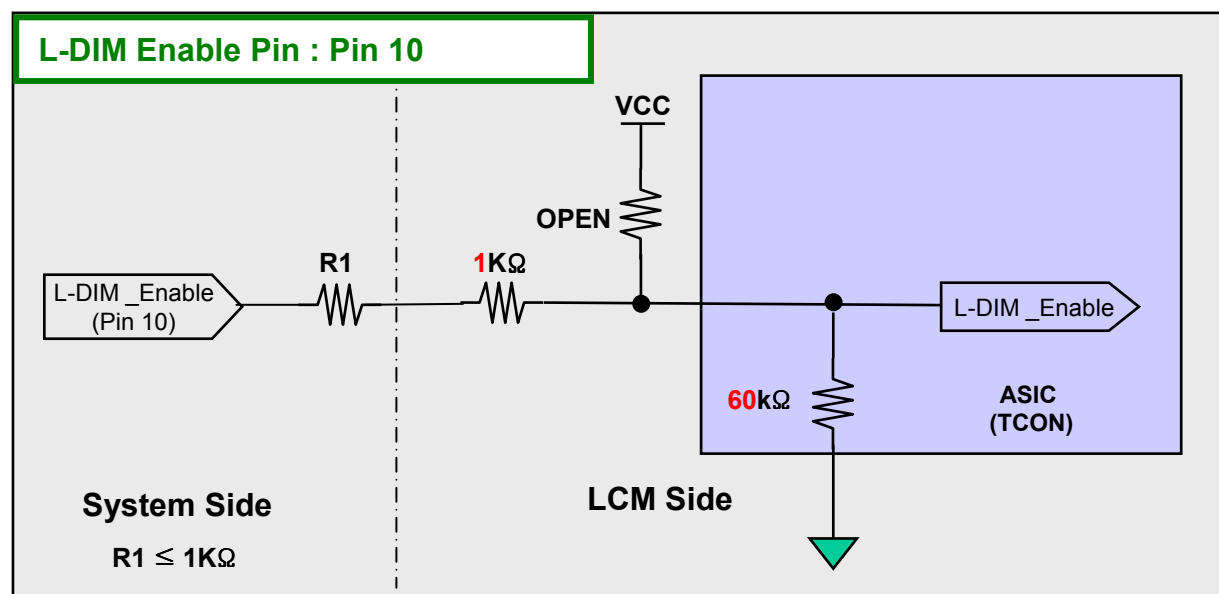 L-DIM Enable Pin : Pin 10
VCC
OPEN
R1
1KΩ
L-DIM _Enable
(Pin 10)
L-DIM _Enable
60kΩ
ASIC
(TCON)
System Side
LCM Side
R1 ≤ 1KΩ